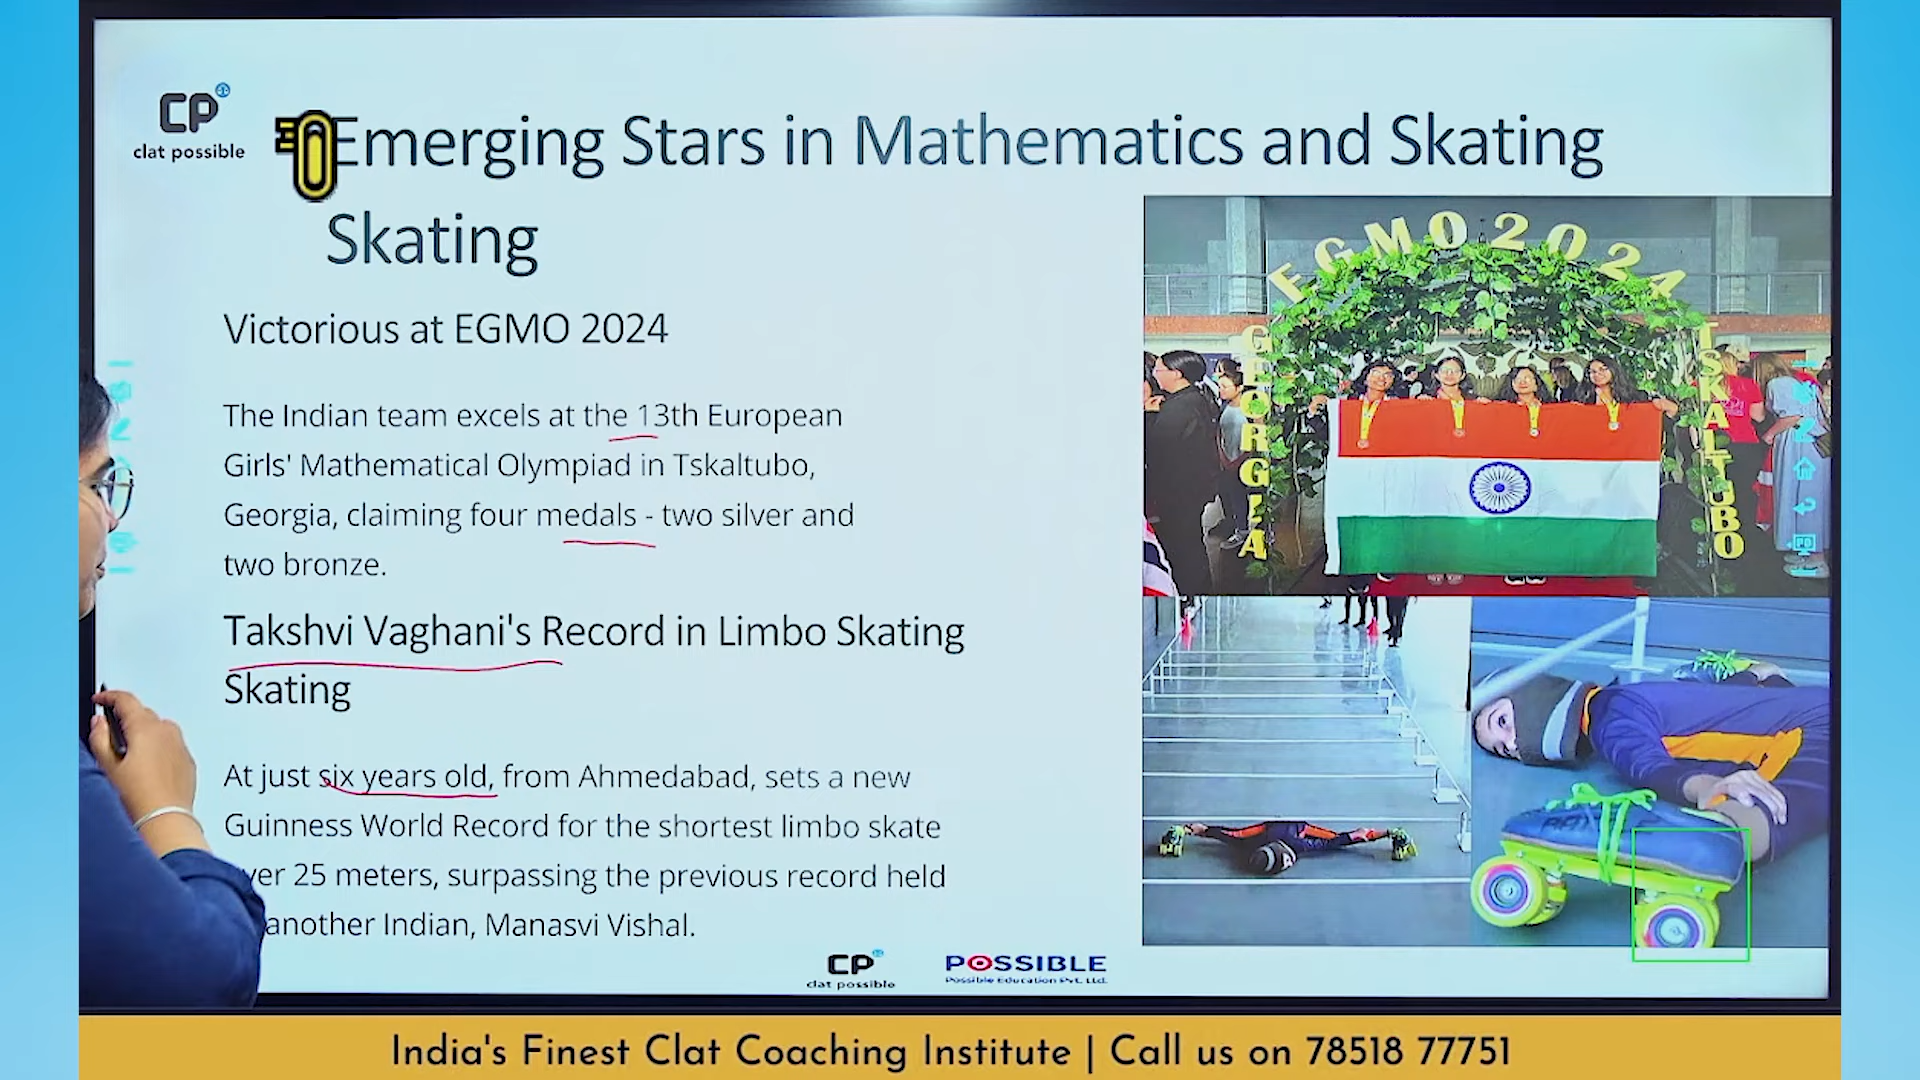 CP
clat possible
Emerging Stars in Mathematics and Skating
Skating
Victorious at EGMO 2024
The Indian team excels at the 13th European
Girls' Mathematical Olympiad in Tskaltubo,
Georgia, claiming four medals - two silver and
two bronze.
Takshvi Vaghani's Record in Limbo Skating
Skating
At just six years old, from Ahmedabad, sets a new
Guinness World Record for the shortest limbo skate
25 meters, surpassing the previous record held
another Indian, Manasvi Vishal.
EGMO 2024
GEORGIA
TSKALTUBO
CP
clat possible
POSSIBLE
Possible Education Pvt. Ltd.
India's Finest Clat Coaching Institute | Call us on 78518 77751